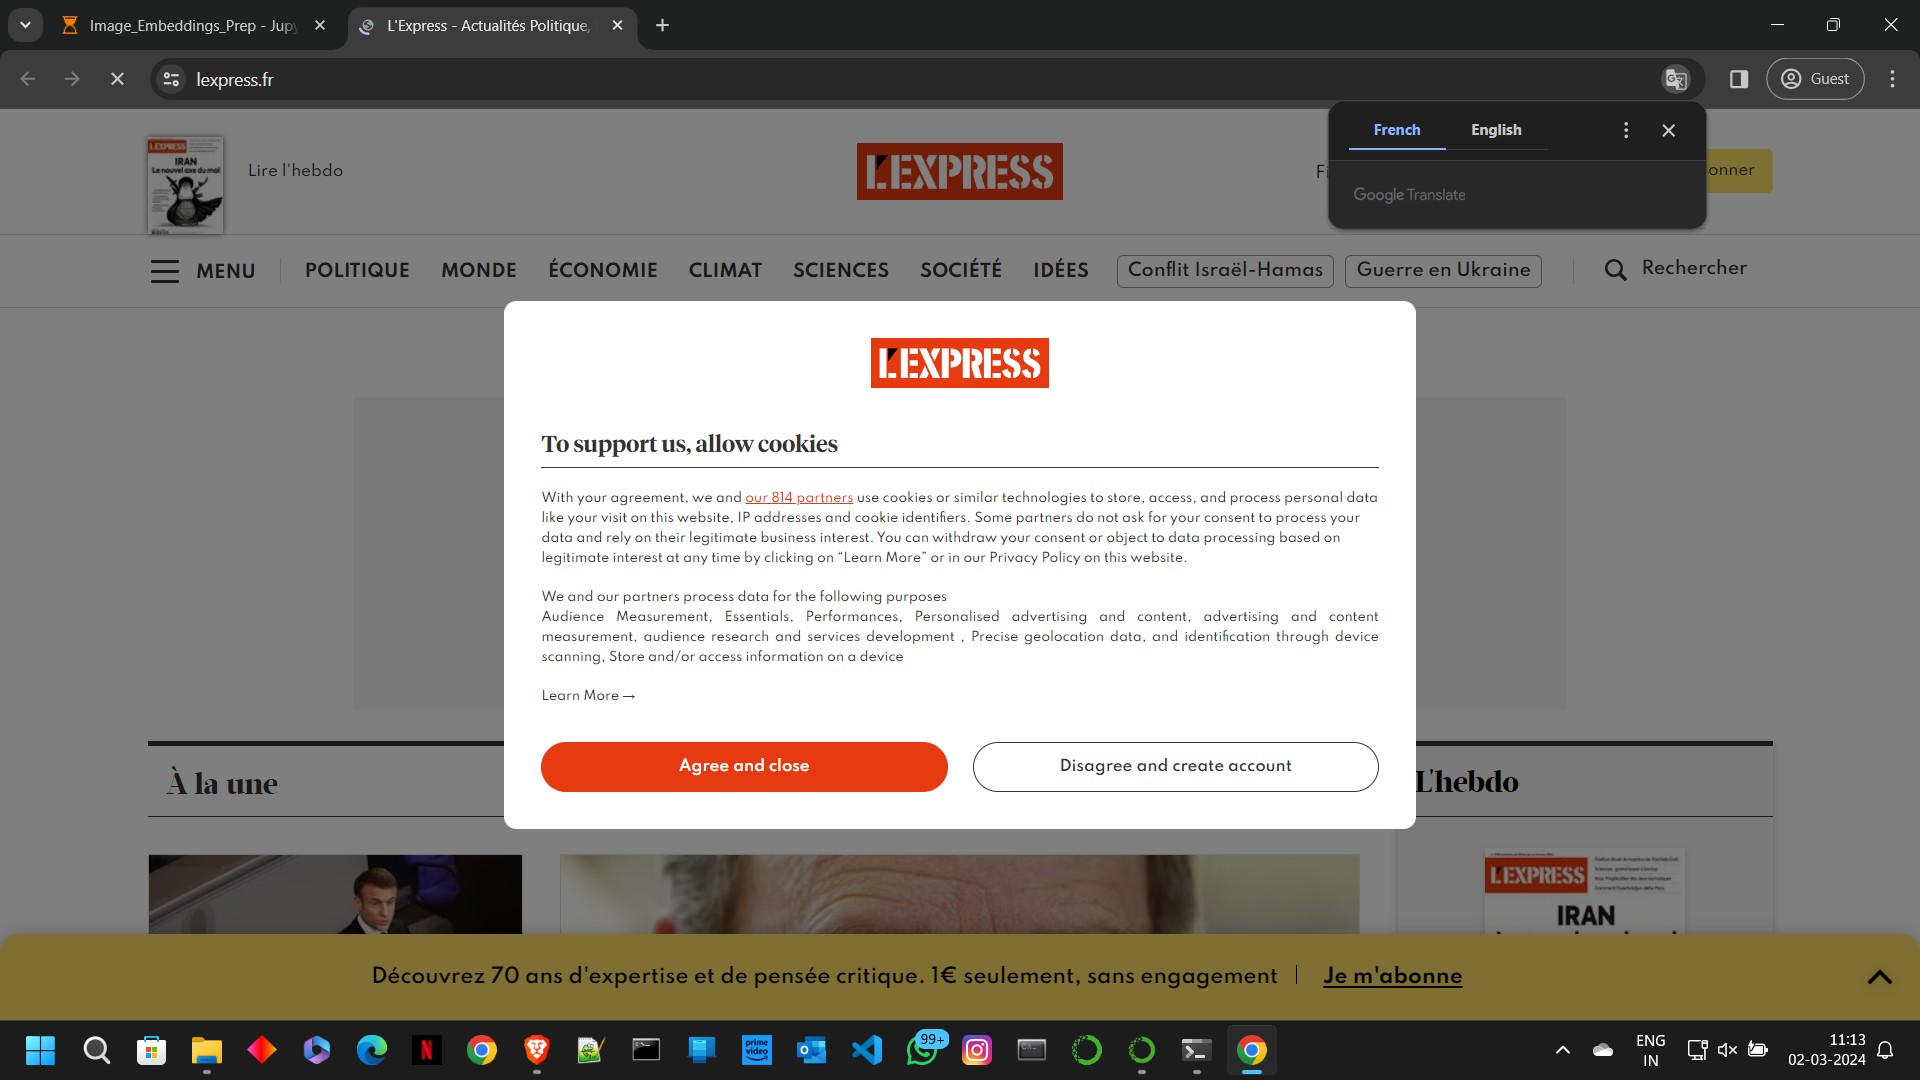 Image_Embeddings_Prep - Jupy
L'Express - Actualités Politique,
lexpress.fr
Guest
French
English
Google Translate
L'EXPRESS
IRAN
Le nouvel axe du mal
Lire l'hebdo
L'EXPRESS
Fi
onner
MENU
POLITIQUE
MONDE
ÉCONOMIE
CLIMAT
SCIENCES
SOCIÉTÉ
IDÉES
Conflit Israël-Hamas
Guerre en Ukraine
Rechercher
L'EXPRESS
To support us, allow cookies
With your agreement, we and our 814 partners use cookies or similar technologies to store, access, and process personal data
like your visit on this website, IP addresses and cookie identifiers. Some partners do not ask for your consent to process your
data and rely on their legitimate business interest. You can withdraw your consent or object to data processing based on
legitimate interest at any time by clicking on “Learn More” or in our Privacy Policy on this website.
We and our partners process data for the following purposes
Audience Measurement, Essentials, Performances, Personalised advertising and content, advertising and content
measurement, audience research and services development , Precise geolocation data, and identification through device
scanning, Store and/or access information on a device
Learn More →
Agree and close
Disagree and create account
À la une
L'hebdo
L'EXPRESS
IRAN
Découvrez 70 ans d'expertise et de pensée critique. 1€ seulement, sans engagement
Je m'abonne
prime
video
99+
ENG
IN
11:13
02-03-2024